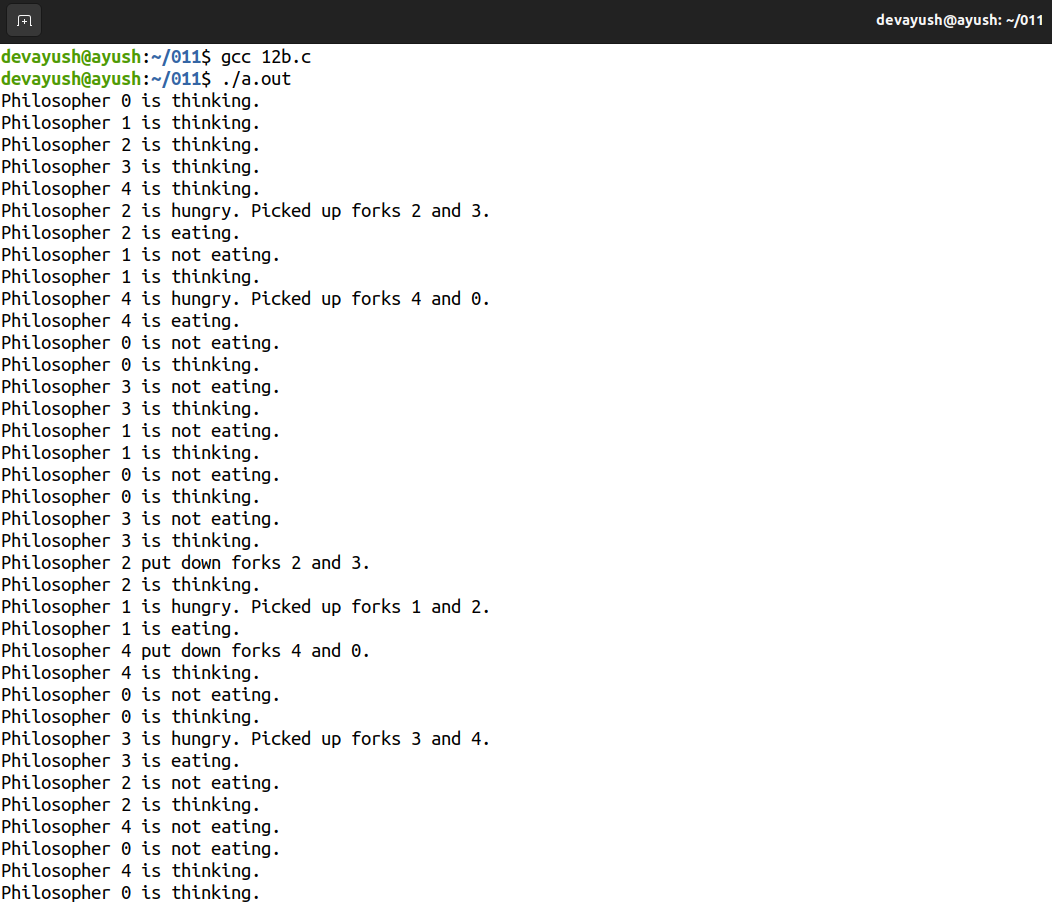 devayush@ayush: ~/011
devayush@ayush:~/011$ gcc 12b.c
devayush@ayush:~/011$ ./a.out
Philosopher 0 is thinking.
Philosopher 1 is thinking.
Philosopher 2 is thinking.
Philosopher 3 is thinking.
Philosopher 4 is thinking.
Philosopher 2 is hungry. Picked up forks 2 and 3.
Philosopher 2 is eating.
Philosopher 1 is not eating.
Philosopher 1 is thinking.
Philosopher 4 is hungry. Picked up forks 4 and 0.
Philosopher 4 is eating.
Philosopher 0 is not eating.
Philosopher 0 is thinking.
Philosopher 3 is not eating.
Philosopher 3 is thinking.
Philosopher 1 is not eating.
Philosopher 1 is thinking.
Philosopher 0 is not eating.
Philosopher 0 is thinking.
Philosopher 3 is not eating.
Philosopher 3 is thinking.
Philosopher 2 put down forks 2 and 3.
Philosopher 2 is thinking.
Philosopher 1 is hungry. Picked up forks 1 and 2.
Philosopher 1 is eating.
Philosopher 4 put down forks 4 and 0.
Philosopher 4 is thinking.
Philosopher 0 is not eating.
Philosopher 0 is thinking.
Philosopher 3 is hungry. Picked up forks 3 and 4.
Philosopher 3 is eating.
Philosopher 2 is not eating.
Philosopher 2 is thinking.
Philosopher 4 is not eating.
Philosopher 0 is not eating.
Philosopher 4 is thinking.
Philosopher 0 is thinking.